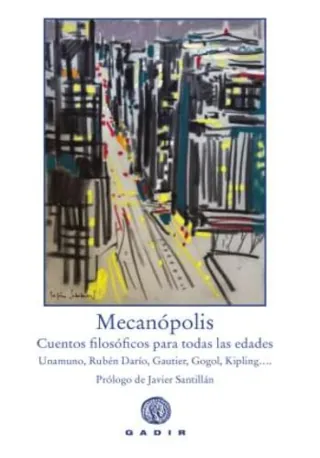 Mecanópolis
Cuentos filosóficos para todas las edades
Unamuno, Rubén Darío, Gautier, Gogol, Kipling….
Prólogo de Javier Santillán
GADIR